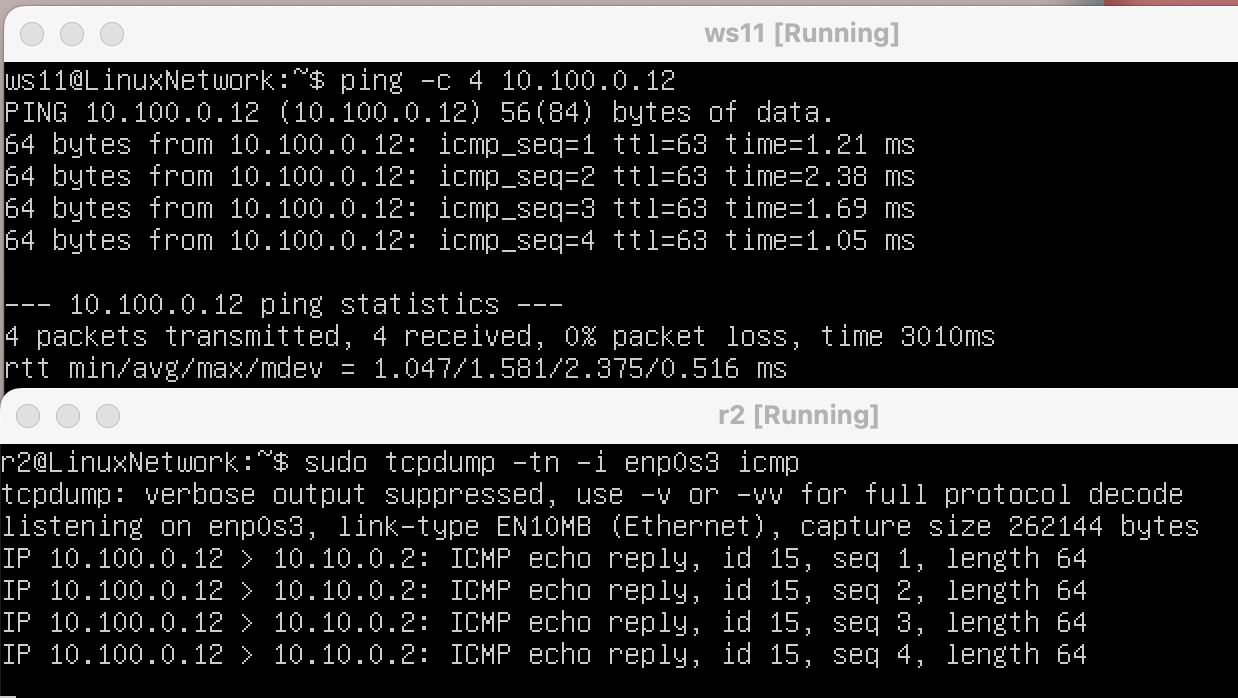 ws11 [Running]
ws11@LinuxNetwork:~$ ping -c 4 10.100.0.12
PING 10.100.0.12 (10.100.0.12) 56(84) bytes of data.
64 bytes from 10.100.0.12: icmp_seq=1 ttl=63 time=1.21 ms
64 bytes from 10.100.0.12: icmp_seq=2 ttl=63 time=2.38 ms
64 bytes from 10.100.0.12: icmp_seq=3 ttl=63 time=1.69 ms
64 bytes from 10.100.0.12: icmp_seq=4 ttl=63 time=1.05 ms
--- 10.100.0.12 ping statistics ---
4 packets transmitted, 4 received, 0% packet loss, time 3010ms
rtt min/avg/max/mdev = 1.047/1.581/2.375/0.516 ms
r2 [Running]
r2@LinuxNetwork:~$ sudo tcpdump -tn -i enp0s3 icmp
tcpdump: verbose output suppressed, use -v or -vv for full protocol decode
listening on enp0s3, link-type EN10MB (Ethernet), capture size 262144 bytes
IP 10.100.0.12 > 10.10.0.2: ICMP echo reply, id 15, seq 1, length 64
IP 10.100.0.12 > 10.10.0.2: ICMP echo reply, id 15, seq 2, length 64
IP 10.100.0.12 > 10.10.0.2: ICMP echo reply, id 15, seq 3, length 64
IP 10.100.0.12 > 10.10.0.2: ICMP echo reply, id 15, seq 4, length 64